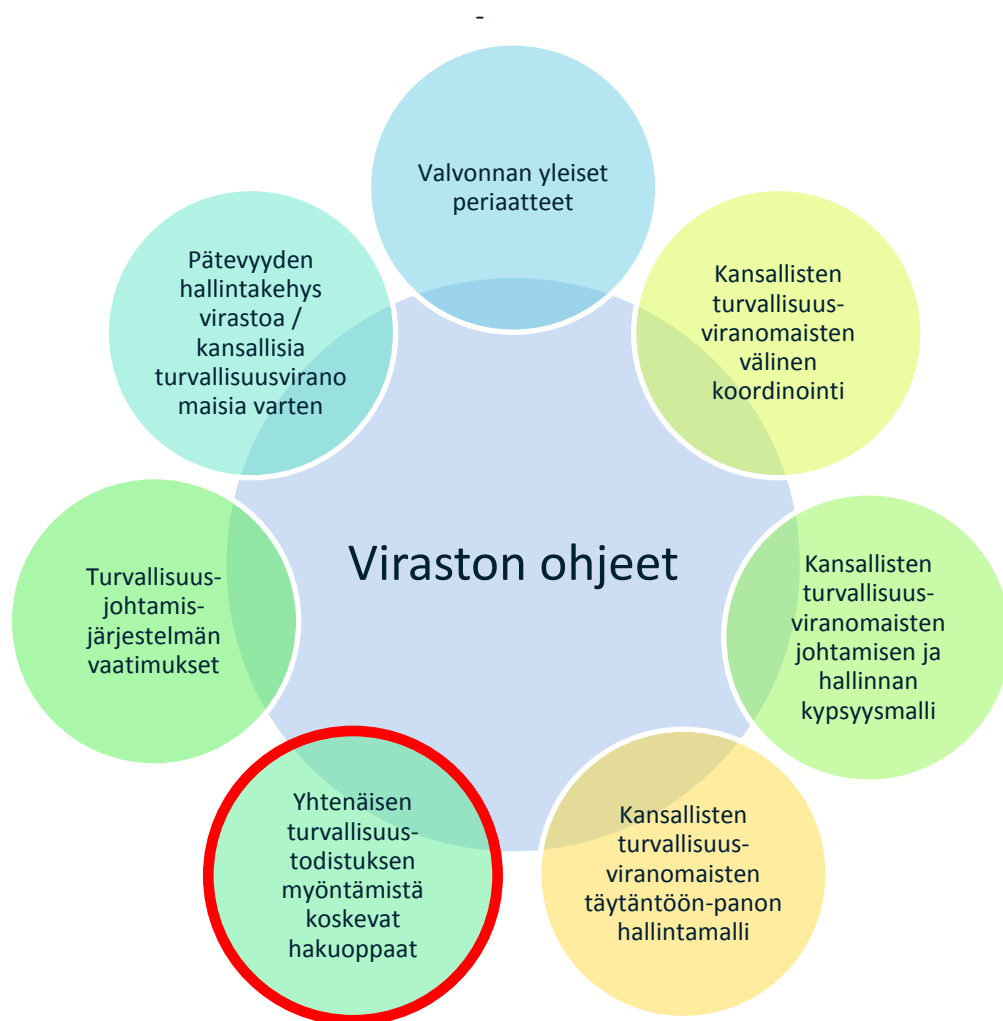 -
Valvonnan yleiset
periaatteet
Kansallisten
turvallisuus-
viranomaisten
välinen
koordinointi
Kansallisten
turvallisuus-
viranomaisten
johtamisen ja
hallinnan
kypsyysmalli
Kansallisten
turvallisuus-
viranomaisten
täytäntöön-panon
hallintamalli
Yhtenäisen
turvallisuus-
todistuksen
myöntämistä
koskevat
hakuoppaat
Turvallisuus-
johtamis-
järjestelmän
vaatimukset
Pätevyyden
hallintakehys
virastoa /
kansallisia
turvallisuusvirano
maisia varten
Viraston ohjeet